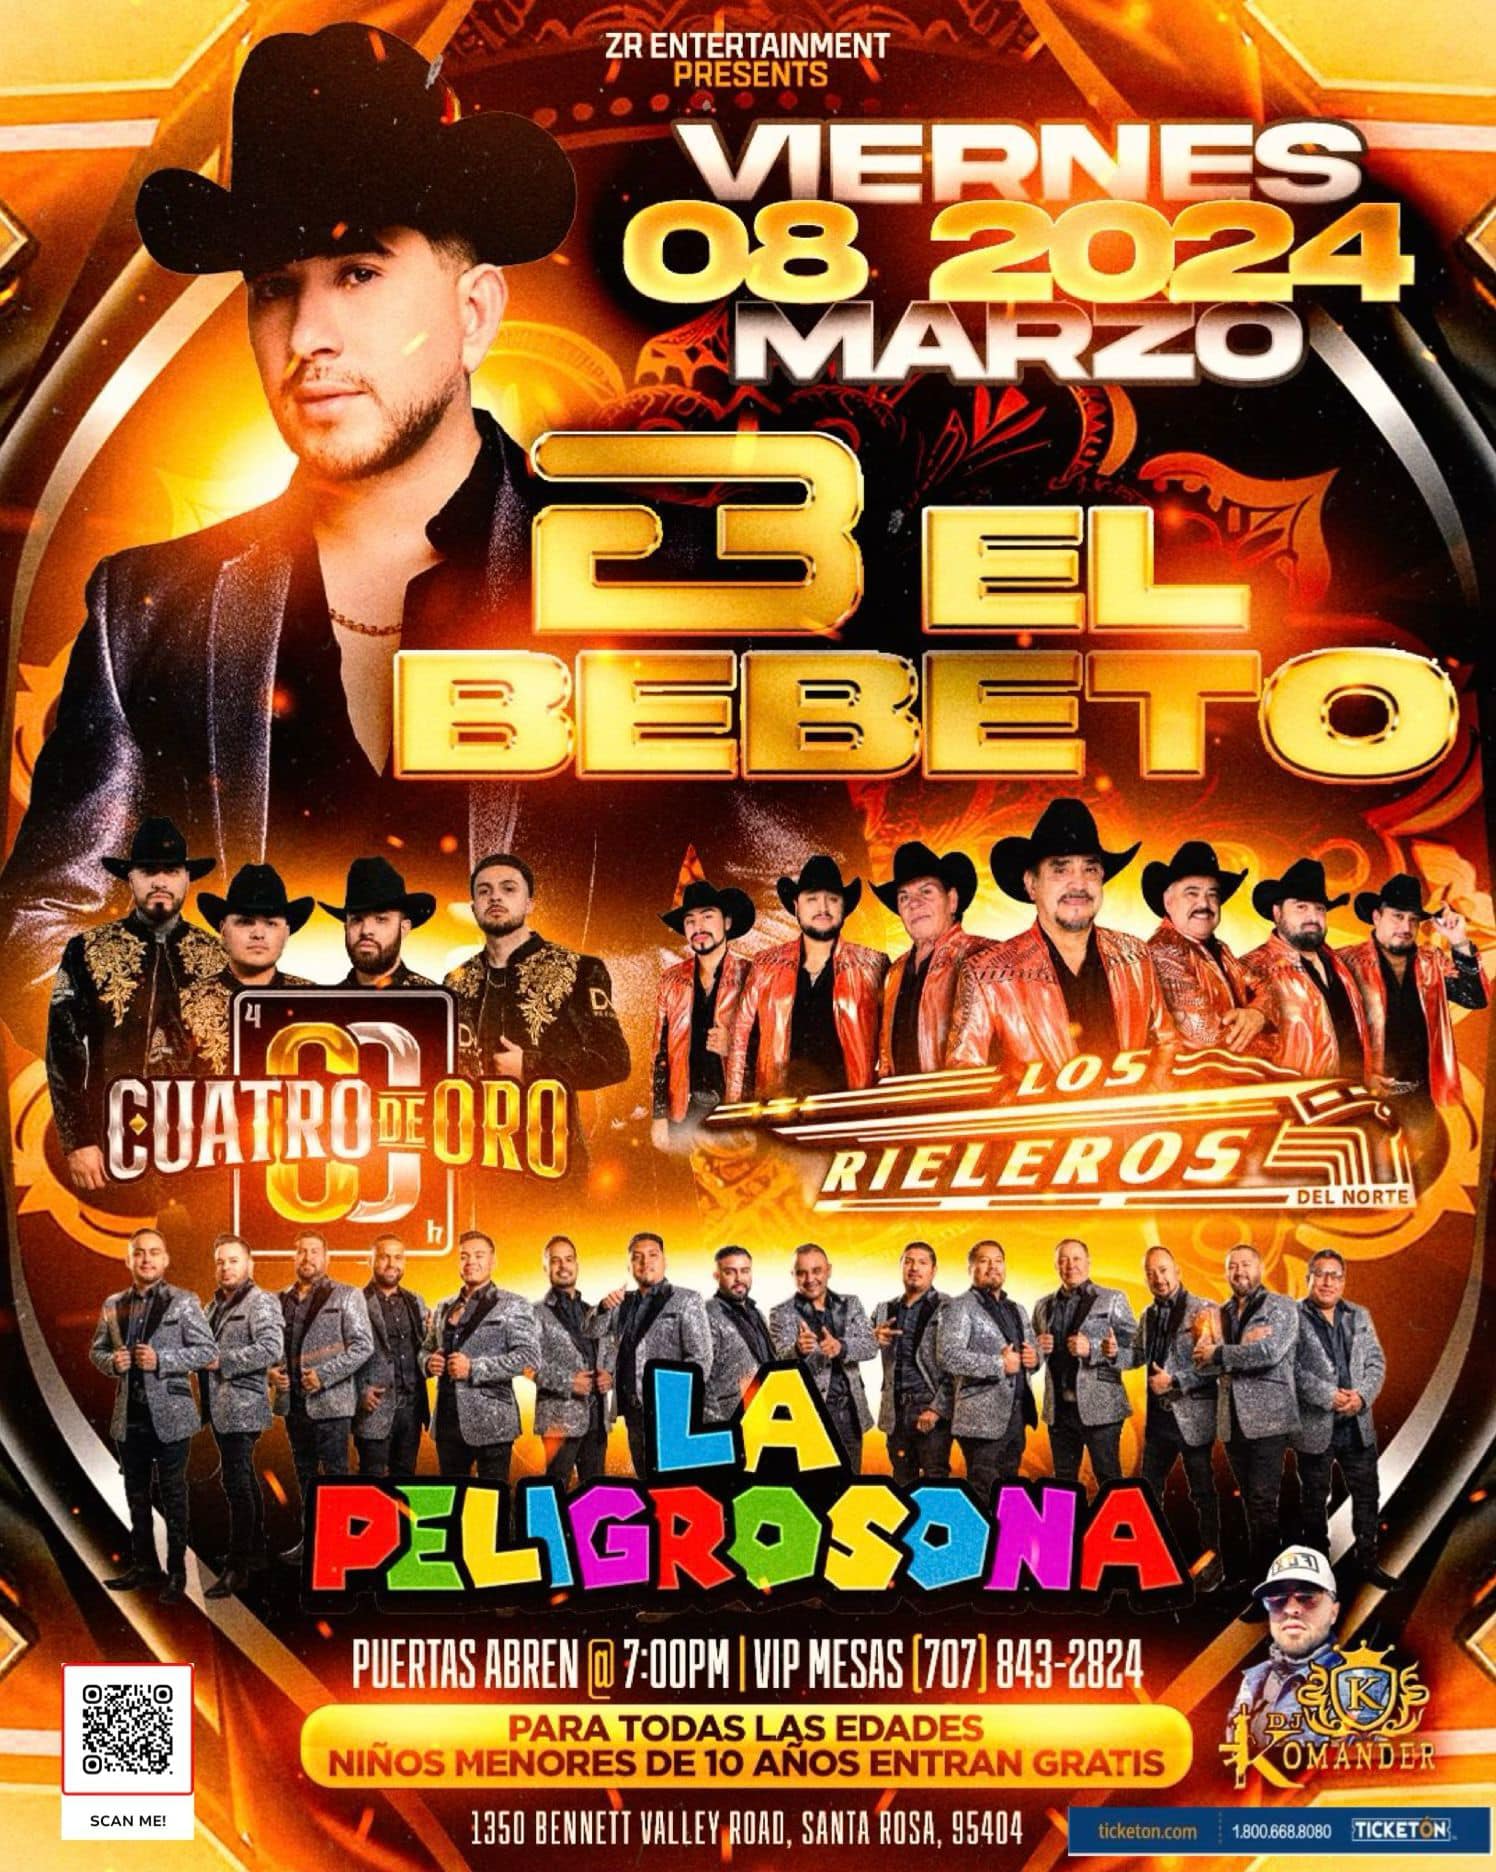 ZR ENTERTAINMENT
PRESENTS
VIERNES
08 2024
MARZO
B EL
BEBETO
4
CUATRO DE ORO
4
LOS
RIELEROS
DEL NORTE
LA
PELIGROSONA
PUERTAS ABREN @ 7:00PM | VIP MESAS (707) 843-2824
PARA TODAS LAS EDADES
NIÑOS MENORES DE 10 AÑOS ENTRAN GRATIS
K
DJ
KOMANDER
SCAN ME!
1350 BENNETT VALLEY ROAD, SANTA ROSA, 95404
ticketon.com 1.800.668.8080 TICKETÓN